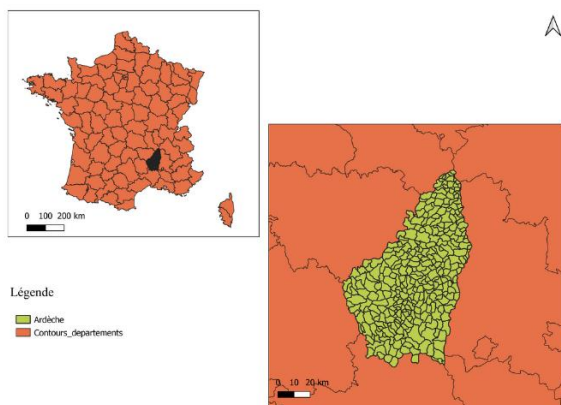 0 100 200 km
Légende
Ardèche
Contours_departements
0 10 20 km